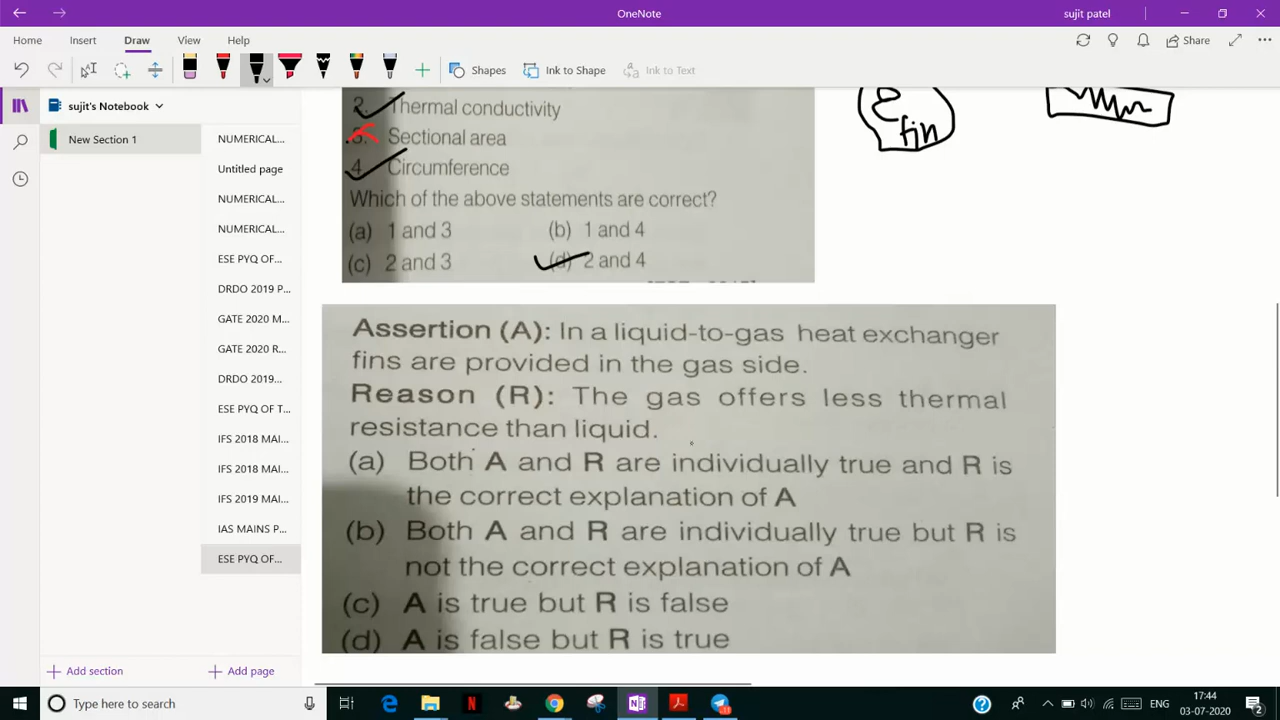 OneNote
sujit patel
Home Insert Draw View Help
Share
Shapes
Ink to Shape
Ink to Text
sujit's Notebook
New Section 1
NUMERICAL...
Untitled page
NUMERICAL...
NUMERICAL...
ESE PYQ OF...
DRDO 2019 P...
GATE 2020 M...
GATE 2020 R...
DRDO 2019...
ESE PYQ OF T...
IFS 2018 MAI...
IFS 2018 MAI...
IFS 2019 MAI...
IAS MAINS P...
ESE PYQ OF...
Add section
Add page
2. Thermal conductivity
3. Sectional area
4. Circumference
Which of the above statements are correct?
(a) 1 and 3 (b) 1 and 4
(c) 2 and 3 (d) 2 and 4
fin
Assertion (A): In a liquid-to-gas heat exchanger
fins are provided in the gas side.
Reason (R): The gas offers less thermal
resistance than liquid.
(a) Both A and R are individually true and R is
the correct explanation of A
(b) Both A and R are individually true but R is
not the correct explanation of A
(c) A is true but R is false
(d) A is false but R is true
Type here to search
ENG
17:44
03-07-2020
2